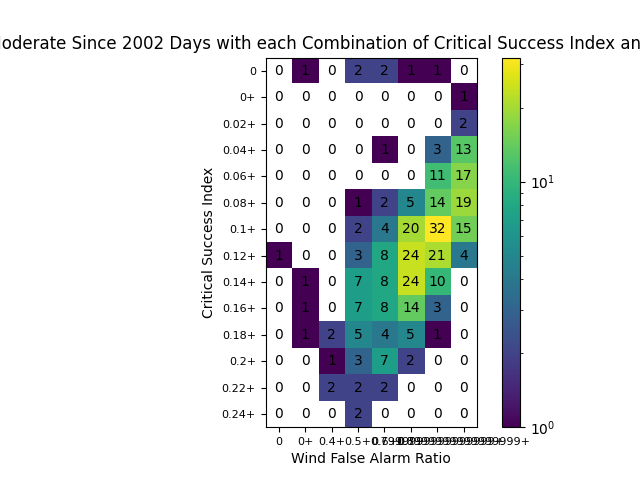 oderate Since 2002 Days with each Combination of Critical Success Index an
0 0 1 0 2 2 1 1 0
0+ 0 0 0 0 0 0 0 1
0.02+ 0 0 0 0 0 0 0 2
0.04+ 0 0 0 0 1 0 3 13
0.06+ 0 0 0 0 0 0 11 17
0.08+ 0 0 0 1 2 5 14 19
0.1+ 0 0 0 2 4 20 32 15
0.12+ 1 0 0 3 8 24 21 4
0.14+ 0 1 0 7 8 24 10 0
0.16+ 0 1 0 7 8 14 3 0
0.18+ 0 1 2 5 4 5 1 0
0.2+ 0 0 1 3 7 2 0 0
0.22+ 0 0 2 2 2 0 0 0
0.24+ 0 0 0 2 0 0 0 0
0 0+ 0.4+ 0.5+
Wind False Alarm Ratio
Critical Success Index
10^1
10^0